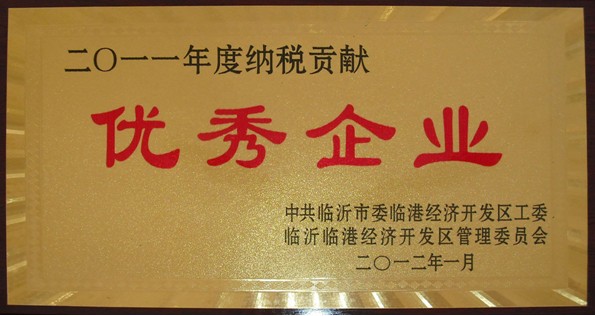 二〇一一年度纳税贡献
优秀企业
中共临沂市委临港经济开发区工委
临沂临港经济开发区管理委员会
二〇一二年一月